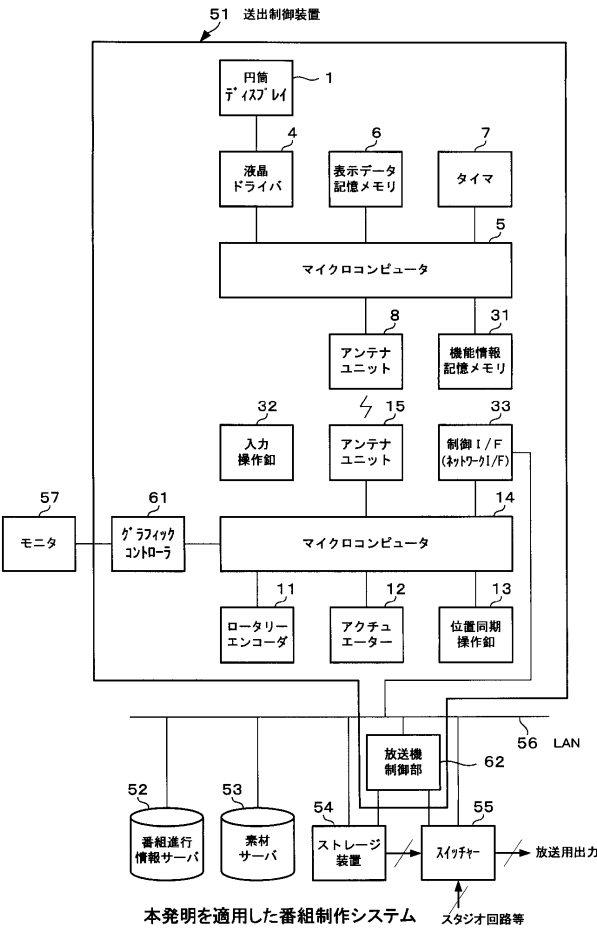 51 送出制御装置
円筒
ディスプレイ
1
4
6
7
液晶
ドライバ
表示データ
記憶メモリ
タイマ
5
マイクロコンピュータ
8
31
アンテナ
ユニット
機能情報
記憶メモリ
32
15
33
入力
操作釦
アンテナ
ユニット
制御I/F
(ネットワークI/F)
57
61
14
モニタ
グラフィック
コントローラ
マイクロコンピュータ
11
12
13
ロータリー
エンコーダ
アクチュ
エーター
位置同期
操作釦
56 LAN
放送機
制御部
62
52
53
54
55
番組進行
情報サーバ
素材
サーバ
ストレージ
装置
スイッチャー
放送用出力
本発明を適用した番組制作システム
スタジオ回路等